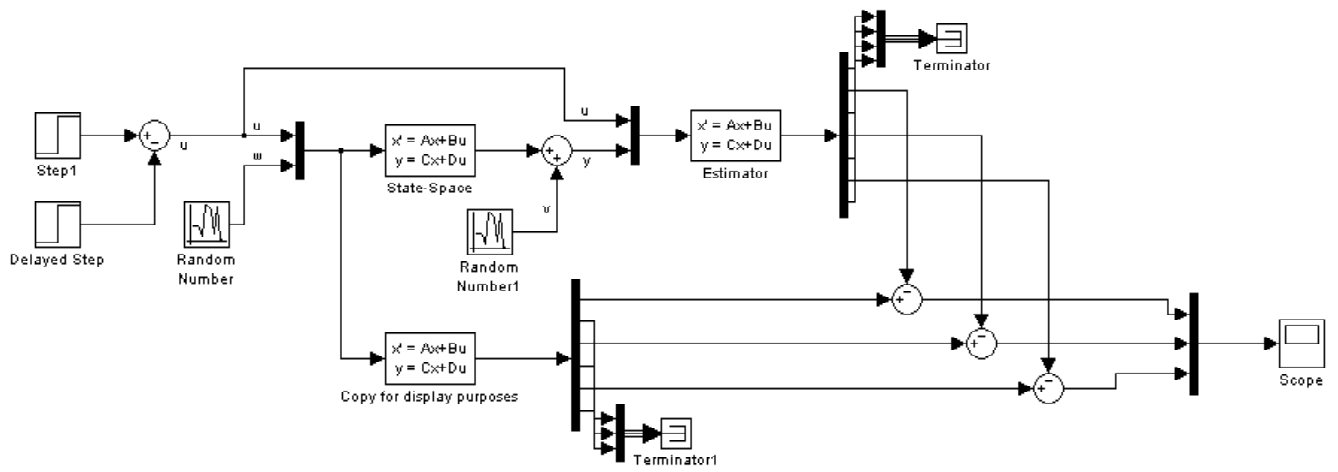 Terminator
u
x' = Ax+Bu
y = Cx+Du
Estimator
Step1
u
u
w
x' = Ax+Bu
y = Cx+Du
State-Space
y
v
Delayed Step
Random
Number
Random
Number1
x' = Ax+Bu
y = Cx+Du
Copy for display purposes
Scope
Terminator1